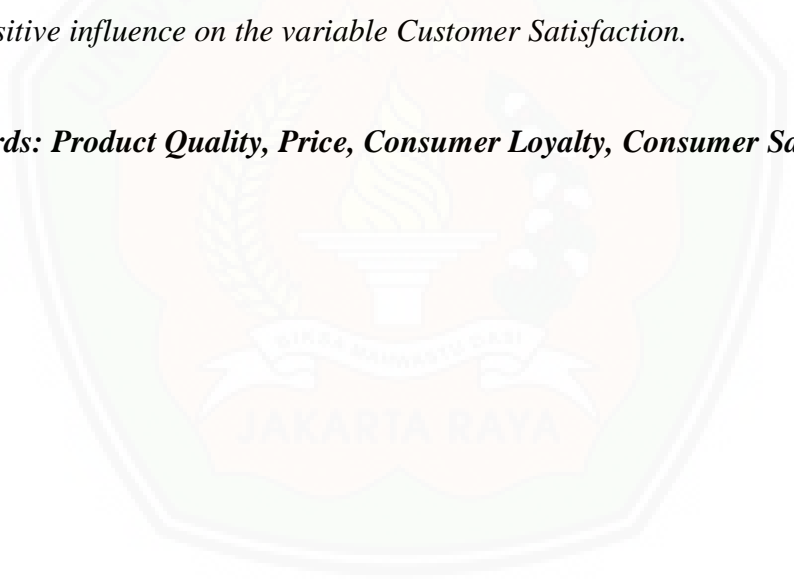 sitive influence on the variable Customer Satisfaction.
rds: Product Quality, Price, Consumer Loyalty, Consumer Sa
JAKARTA RAYA